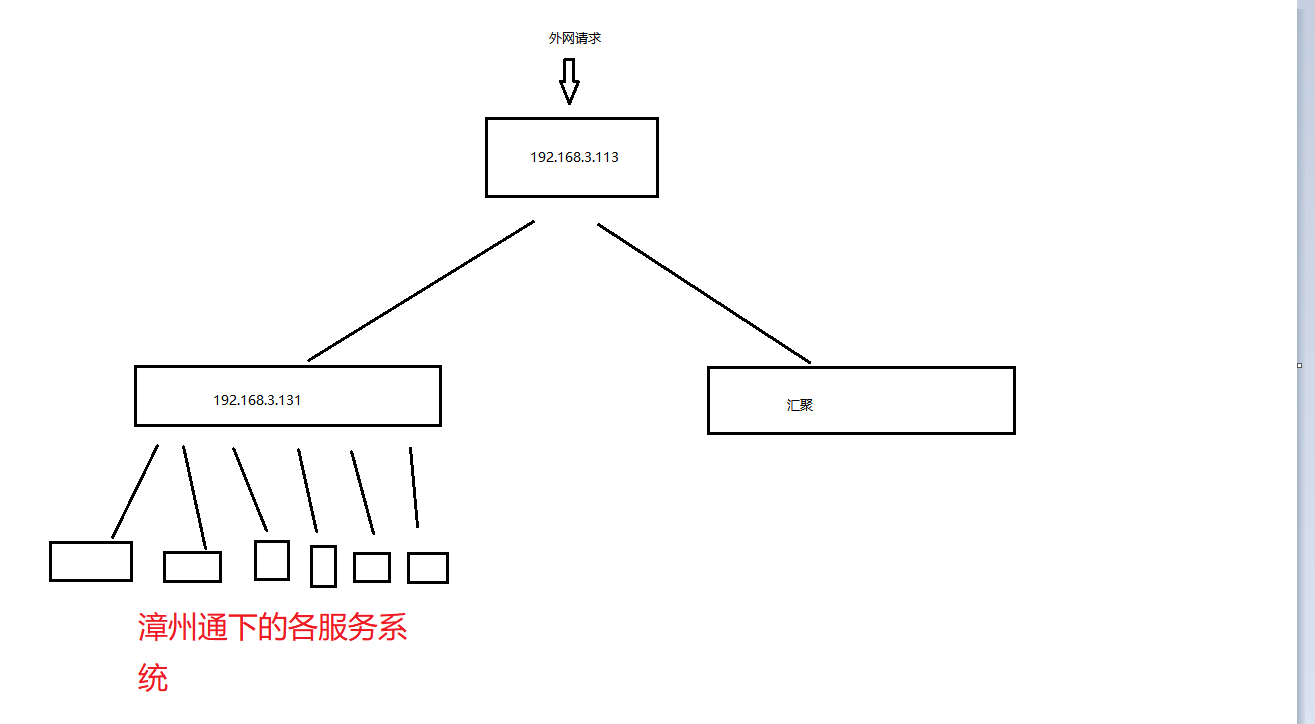 外网请求
192.168.3.113
192.168.3.131
汇聚
漳州通下的各服务系
统